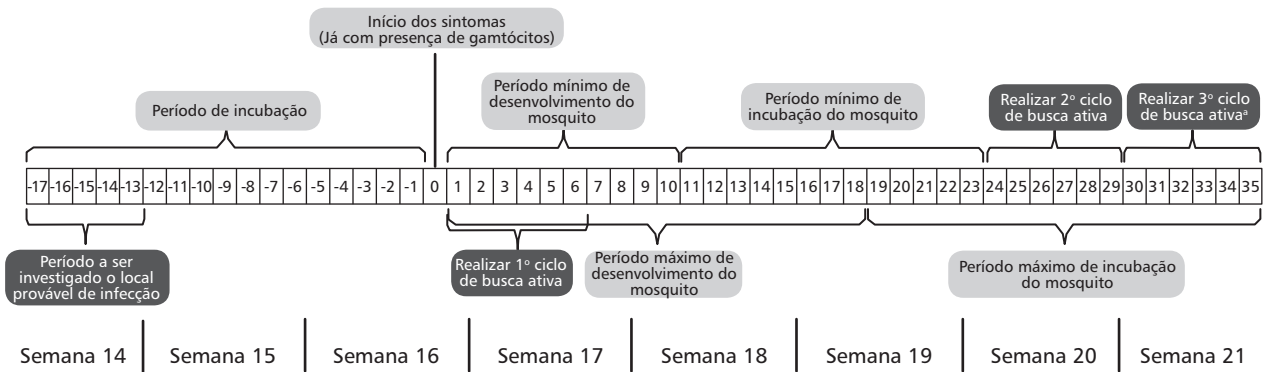 Início dos sintomas
(Já com presença de gamtócitos)
Período de incubação
Período mínimo de
desenvolvimento do
mosquito
Período mínimo de
incubação do mosquito
Realizar 2º ciclo
de busca ativa
Realizar 3º ciclo
de busca ativaª
-17 -16 -15 -14 -13 -12 -11 -10 -9 -8 -7 -6 -5 -4 -3 -2 -1 0 1 2 3 4 5 6 7 8 9 10 11 12 13 14 15 16 17 18 19 20 21 22 23 24 25 26 27 28 29 30 31 32 33 34 35
Período a ser
investigado o local
provável de infecção
Realizar 1º ciclo
de busca ativa
Período máximo de
desenvolvimento do
mosquito
Período máximo de incubação
do mosquito
Semana 14 Semana 15 Semana 16 Semana 17 Semana 18 Semana 19 Semana 20 Semana 21